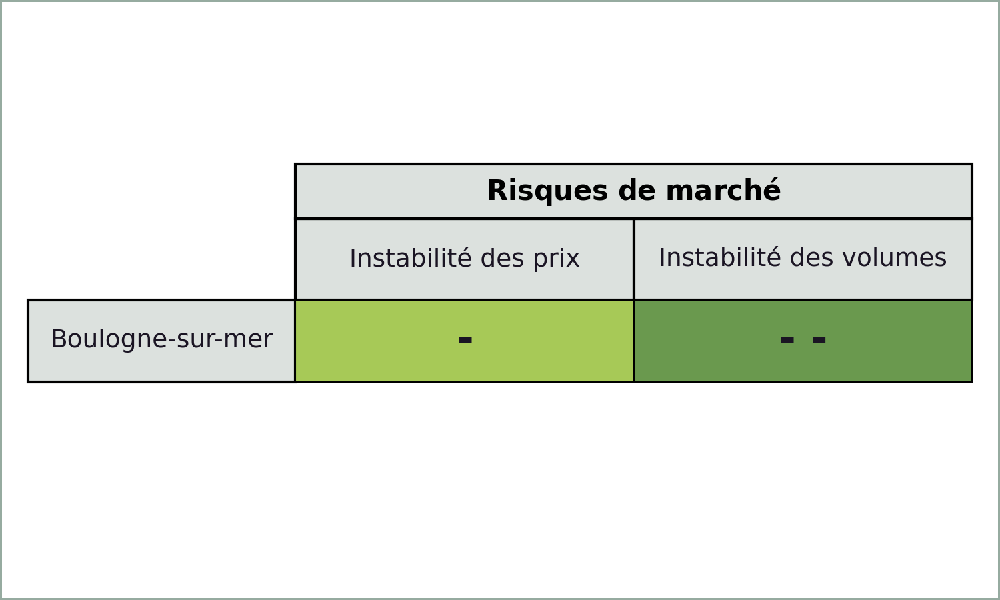 Risques de marché
Instabilité des prix
Instabilité des volumes
Boulogne-sur-mer
-
- -